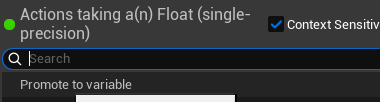 Actions taking a(n) Float (single-
precision)
Context Sensitiv
Search
Promote to variable